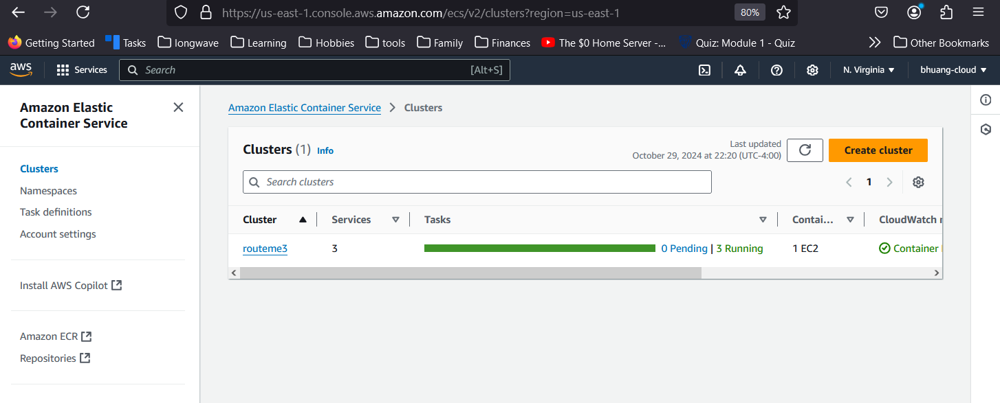 https://us-east-1.console.aws.amazon.com/ecs/v2/clusters?region=us-east-1 80%
Getting Started Tasks longwave Learning Hobbies tools Family Finances The $0 Home Server -... Quiz: Module 1 - Quiz Other Bookmarks
aws Services Search [Alt+S] N. Virginia bhuang-cloud
Amazon Elastic
Container Service
Clusters
Namespaces
Task definitions
Account settings
Install AWS Copilot
Amazon ECR
Repositories
Amazon Elastic Container Service > Clusters
Clusters (1) Info
Last updated
October 29, 2024 at 22:20 (UTC-4:00)
Create cluster
Search clusters
1
Cluster Services Tasks Contai... CloudWatch
routeme3 3 0 Pending | 3 Running 1 EC2 Container